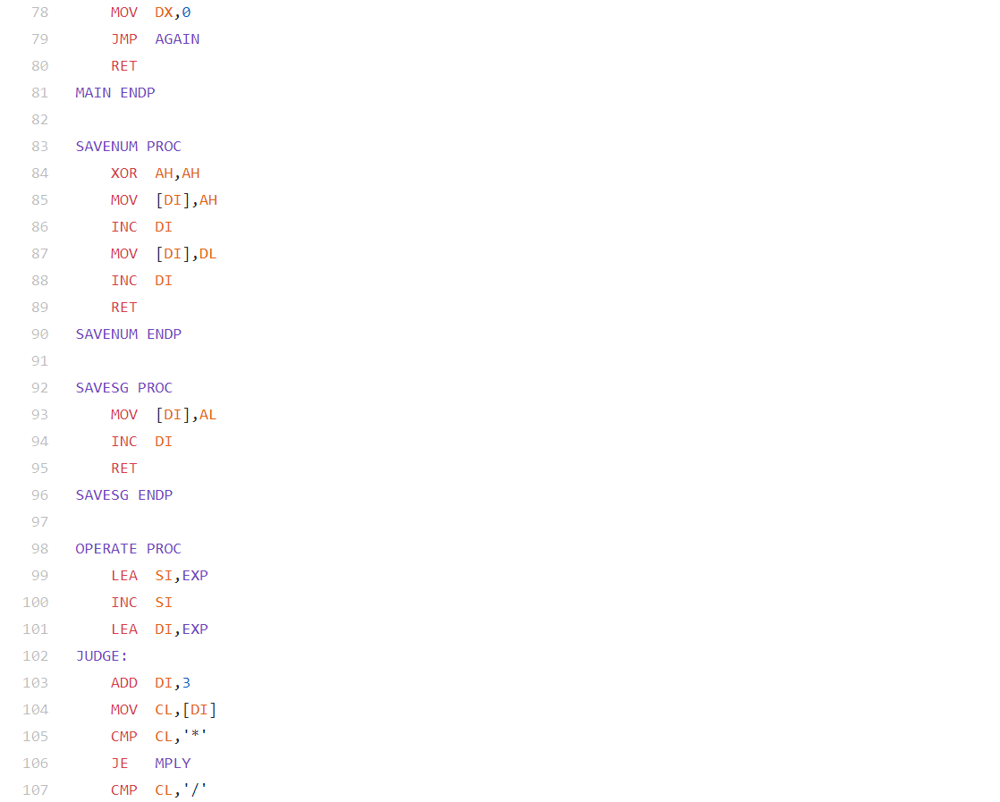 78 MOV DX,0
79 JMP AGAIN
80 RET
81 MAIN ENDP
82
83 SAVENUM PROC
84 XOR AH,AH
85 MOV [DI],AH
86 INC DI
87 MOV [DI],DL
88 INC DI
89 RET
90 SAVENUM ENDP
91
92 SAVESG PROC
93 MOV [DI],AL
94 INC DI
95 RET
96 SAVESG ENDP
97
98 OPERATE PROC
99 LEA SI,EXP
100 INC SI
101 LEA DI,EXP
102 JUDGE:
103 ADD DI,3
104 MOV CL,[DI]
105 CMP CL,'*'
106 JE MPLY
107 CMP CL,'/'